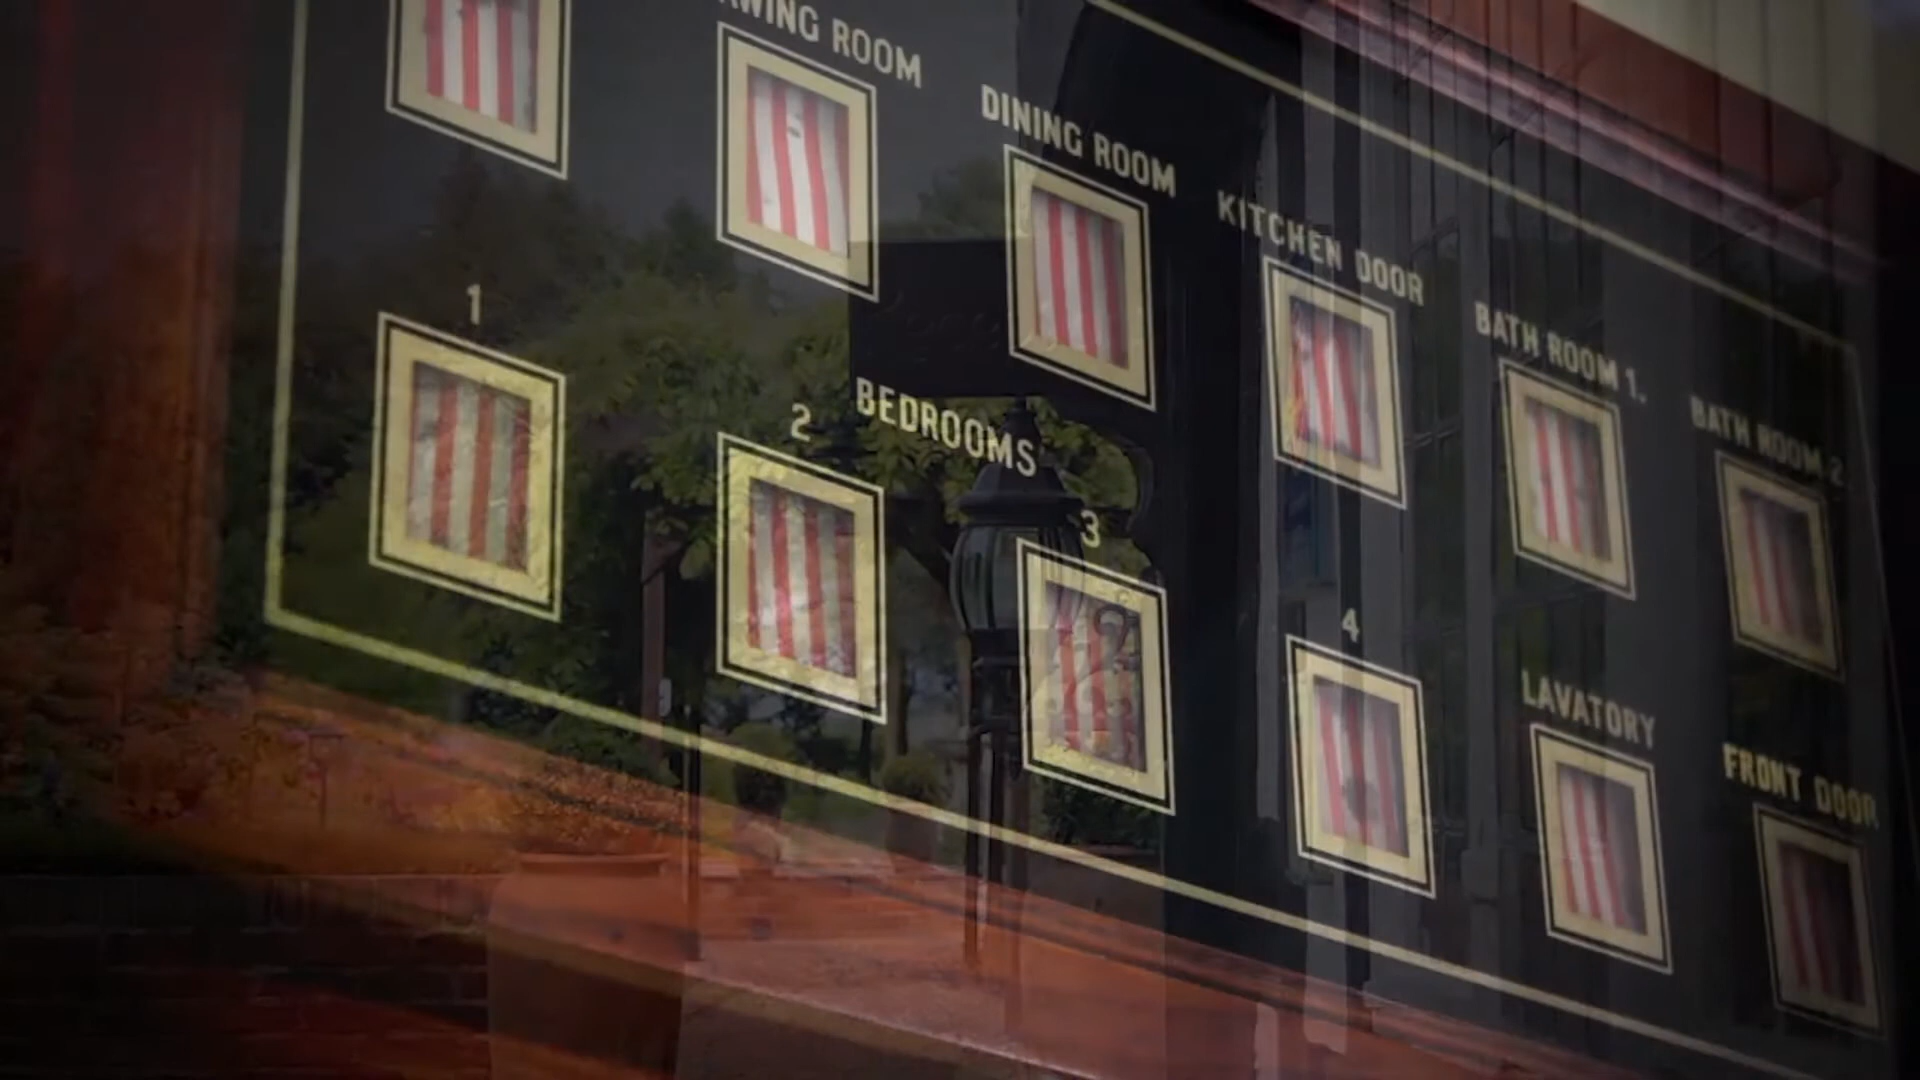 AWING ROOM
DINING ROOM
KITCHEN DOOR
BATH ROOM 1.
BATH ROOM 2
BEDROOMS
1
2
3
4
LAVATORY
FRONT DOOR